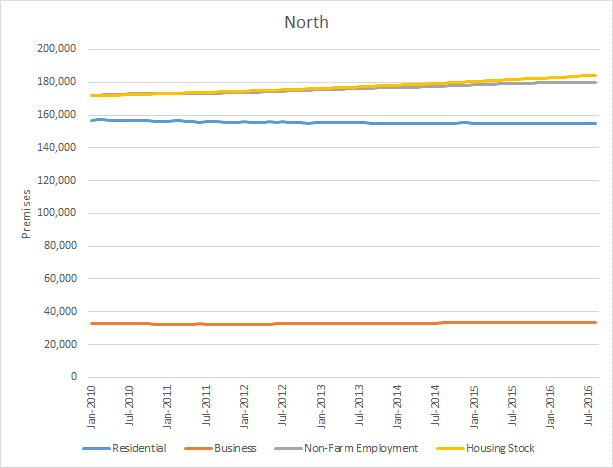 North
200,000
180,000
160,000
140,000
120,000
100,000
80,000
60,000
40,000
20,000
0
Premises
Jan-2010
Jul-2010
Jan-2011
Jul-2011
Jan-2012
Jul-2012
Jan-2013
Jul-2013
Jan-2014
Jul-2014
Jan-2015
Jul-2015
Jan-2016
Jul-2016
Residential Business Non-Farm Employment Housing Stock